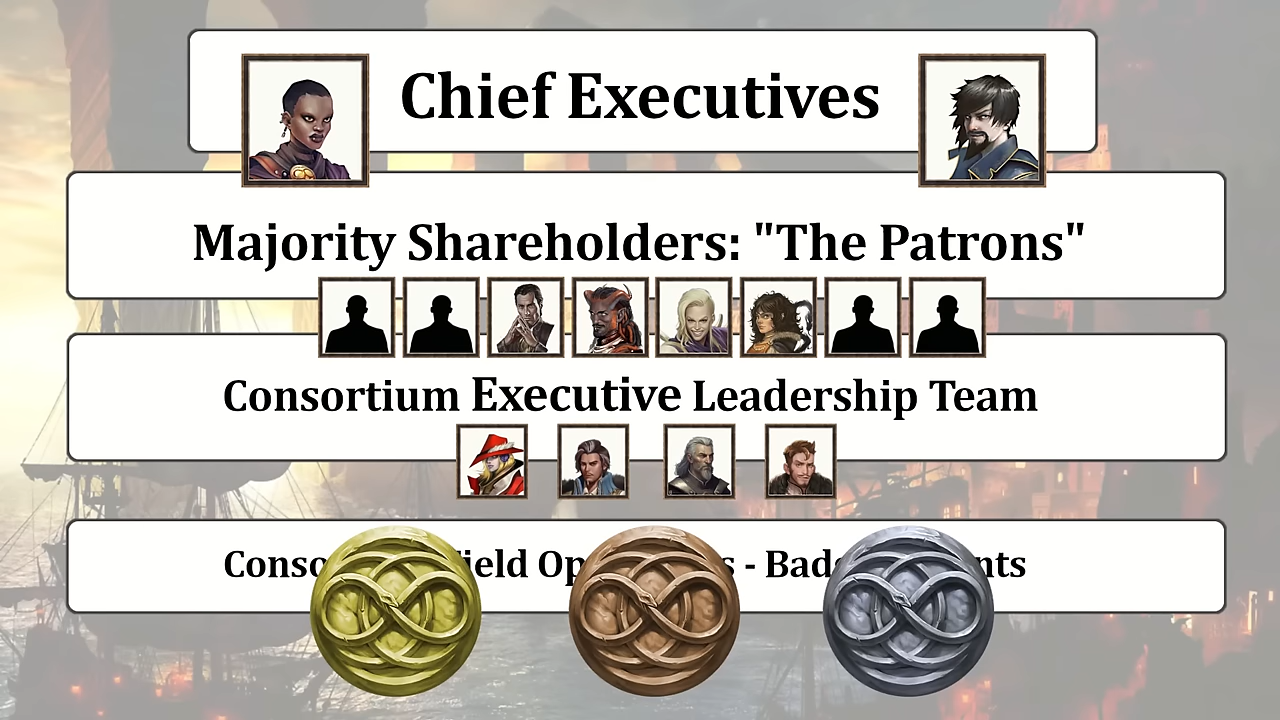 Chief Executives
Majority Shareholders: "The Patrons"
Consortium Executive Leadership Team
-